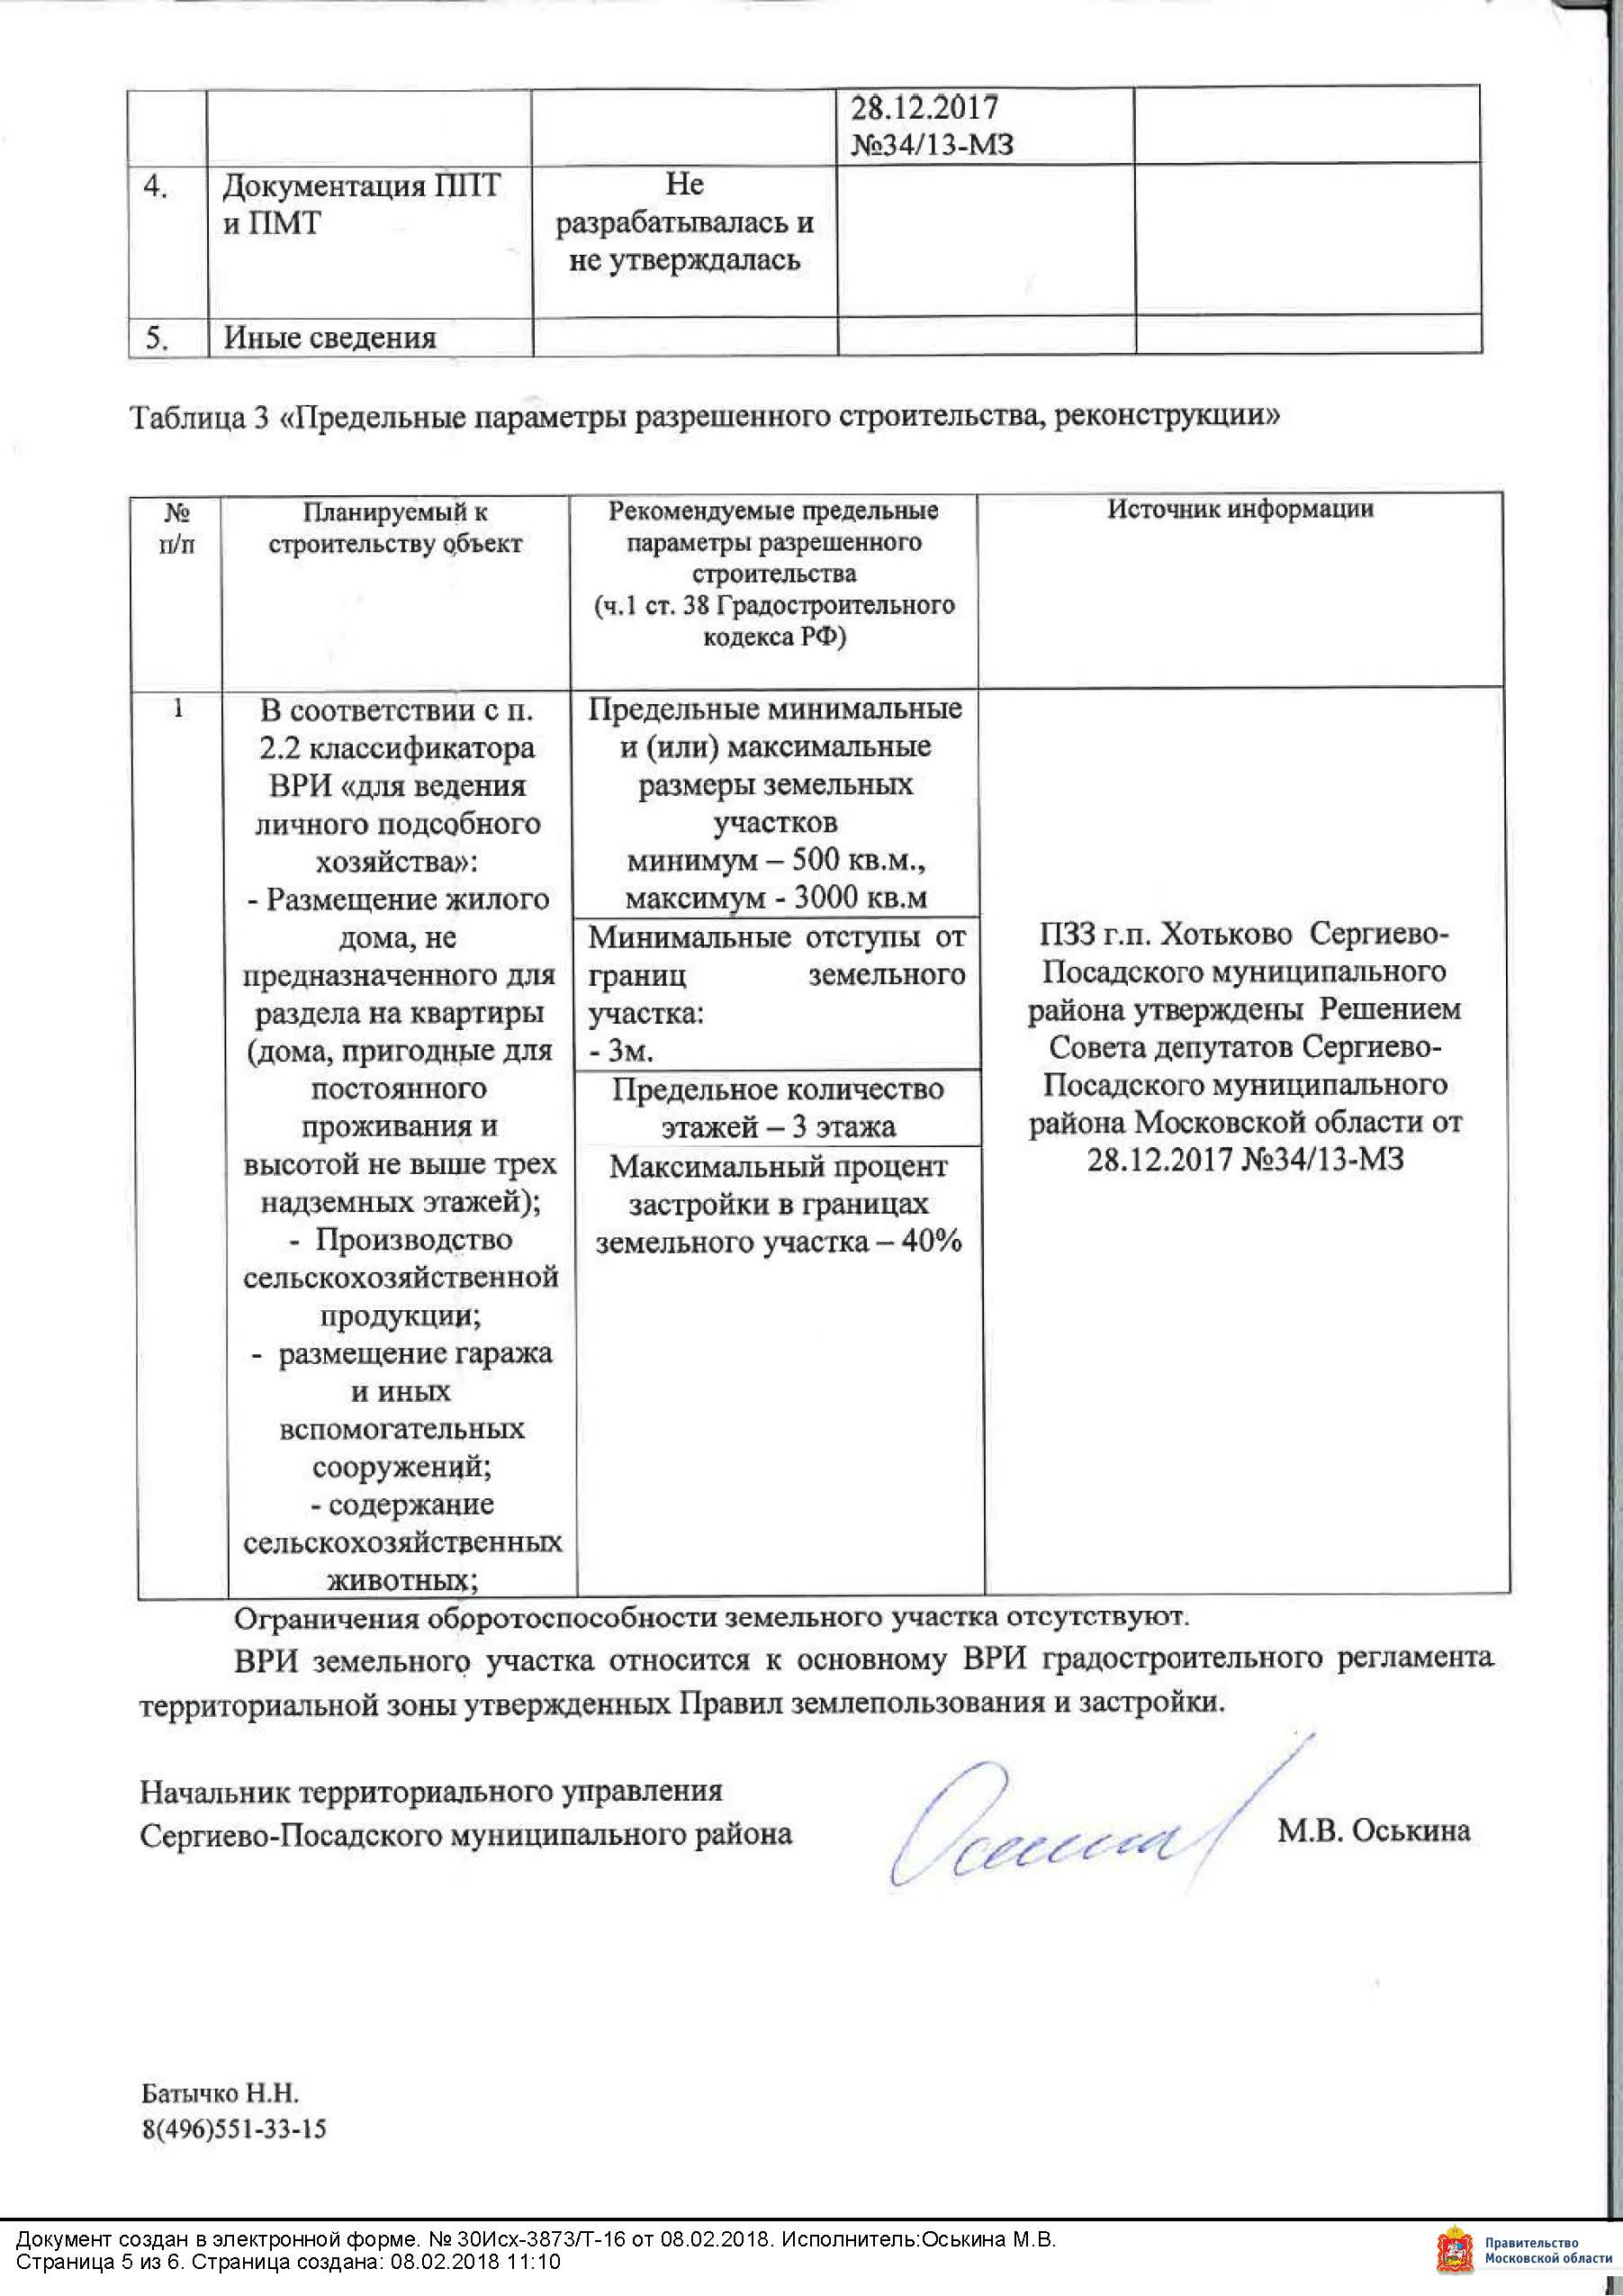 28.12.2017
№34/13-МЗ
4.
Документация ППТ
и ПМТ
Не
разрабатывалась и
не утверждалась
5.
Иные сведения
Таблица 3 «Предельные параметры разрешенного строительства, реконструкции»
№
п/п
Планируемый к
строительству объект
Рекомендуемые предельные
параметры разрешенного
строительства
(ч.1 ст. 38 Градостроительного
кодекса РФ)
Источник информации
1
В соответствии с п.
2.2 классификатора
ВРИ «для ведения
личного подсобного
хозяйства»:
- Размещение жилого
дома, не
предназначенного для
раздела на квартиры
(дома, пригодные для
постоянного
проживания и
высотой не выше трех
надземных этажей);
- Производство
сельскохозяйственной
продукции;
- размещение гаража
и иных
вспомогательных
сооружений;
- содержание
сельскохозяйственных
животных;
Предельные минимальные
и (или) максимальные
размеры земельных
участков
минимум – 500 кв.м.,
максимум - 3000 кв.м
Минимальные отступы от
границ земельного
участка:
- 3м.
Предельное количество
этажей – 3 этажа
Максимальный процент
застройки в границах
земельного участка – 40%
ПЗЗ г.п. Хотьково Сергиево-
Посадского муниципального
района утверждены Решением
Совета депутатов Сергиево-
Посадского муниципального
района Московской области от
28.12.2017 №34/13-МЗ
Ограничения оборотоспособности земельного участка отсутствуют.
ВРИ земельного участка относится к основному ВРИ градостроительного регламента
территориальной зоны утвержденных Правил землепользования и застройки.
Начальник территориального управления
Сергиево-Посадского муниципального района
М.В. Оськина
Батычко Н.Н.
8(496)551-33-15
Документ создан в электронной форме. № 30Исх-3873/Т-16 от 08.02.2018. Исполнитель:Оськина М.В.
Страница 5 из 6. Страница создана: 08.02.2018 11:10
Правительство
Московской области